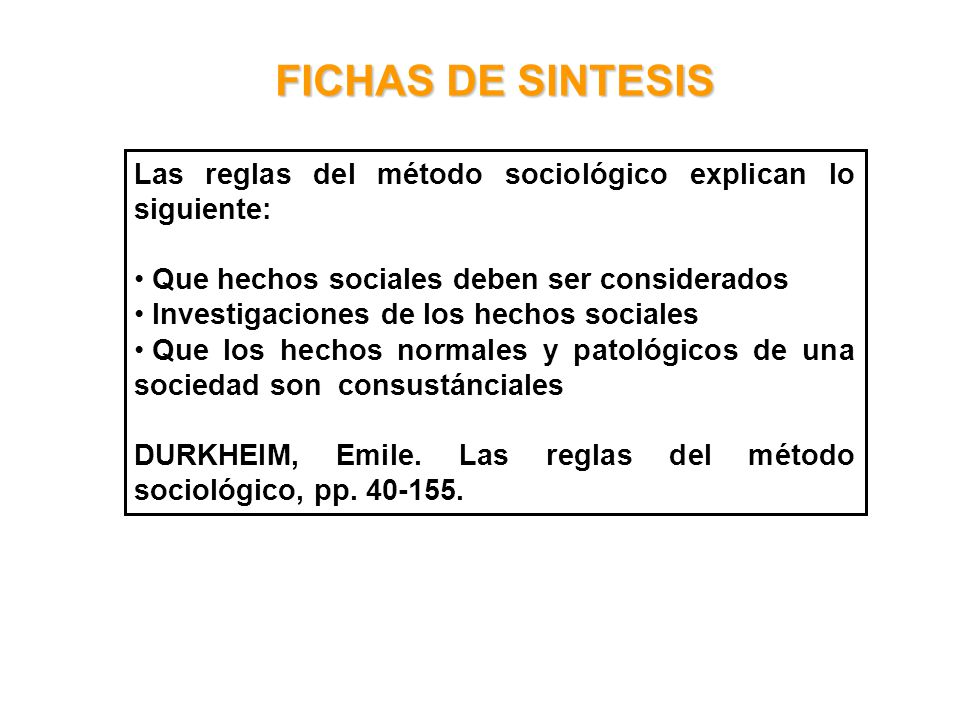 FICHAS DE SINTESIS
Las reglas del método sociológico explican lo
siguiente:
• Que hechos sociales deben ser considerados
• Investigaciones de los hechos sociales
• Que los hechos normales y patológicos de una
sociedad son consustánciales
DURKHEIM, Emile. Las reglas del método
sociológico, pp. 40-155.